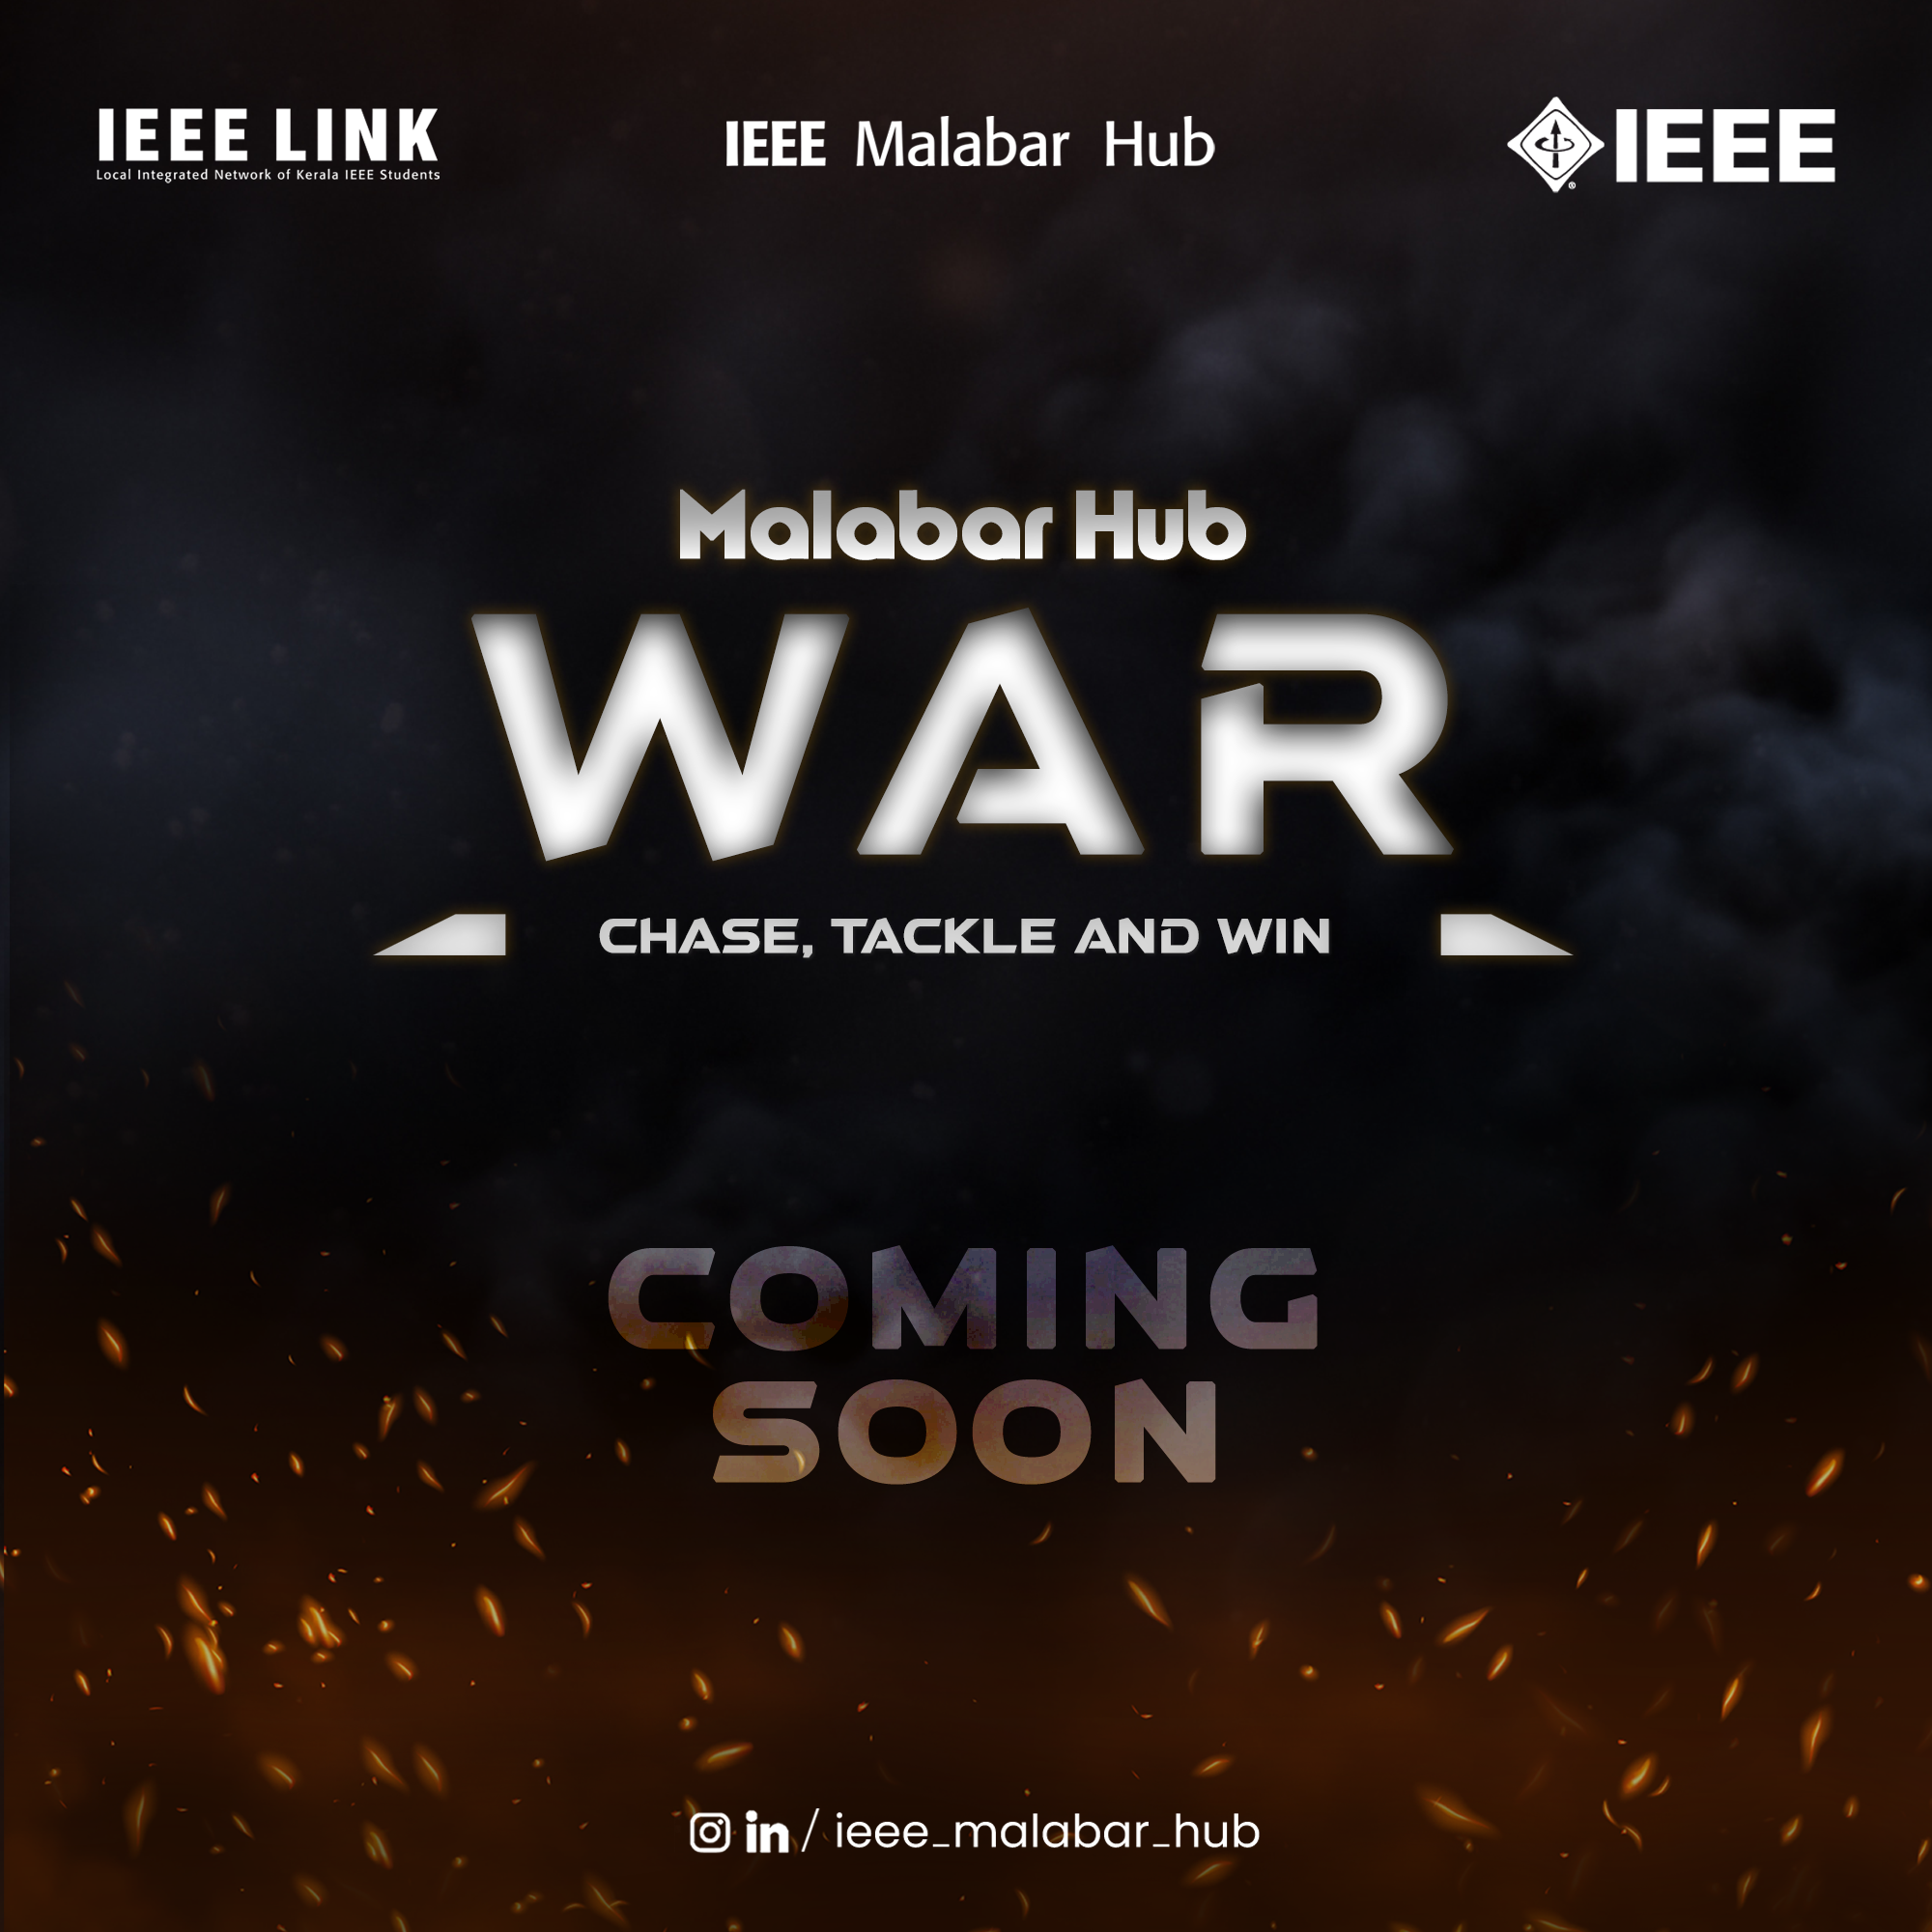 IEEE LINK
Local Integrated Network of Kerala IEEE Students
IEEE Malabar Hub
IEEE
Malabar Hub
WAR
CHASE, TACKLE AND WIN
COMING
SOON
in / ieee_malabar_hub